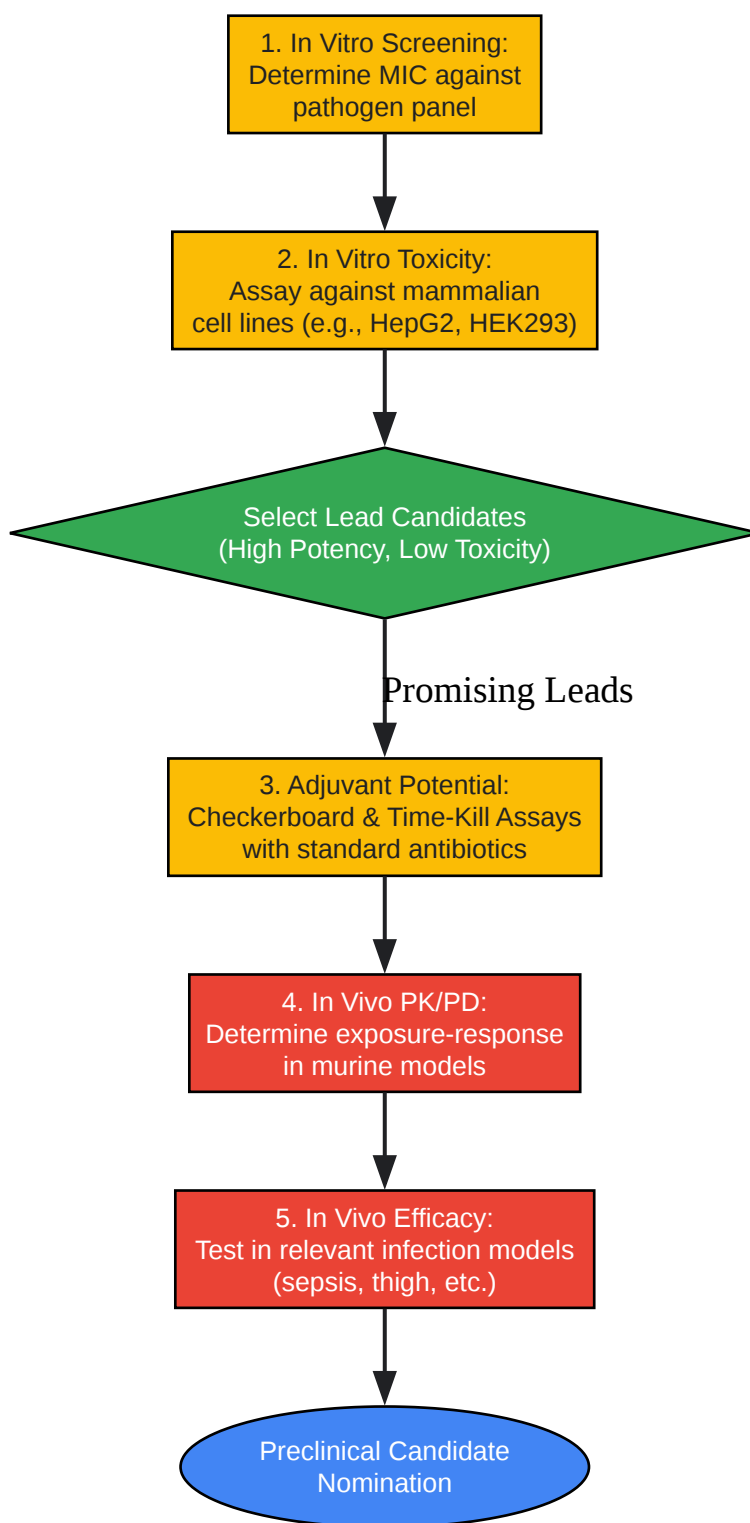 1. In Vitro Screening:
Determine MIC against
pathogen panel
2. In Vitro Toxicity:
Assay against mammalian
cell lines (e.g., HepG2, HEK293)
Select Lead Candidates
(High Potency, Low Toxicity)
Promising Leads
3. Adjuvant Potential:
Checkerboard & Time-Kill Assays
with standard antibiotics
4. In Vivo PK/PD:
Determine exposure-response
in murine models
5. In Vivo Efficacy:
Test in relevant infection models
(sepsis, thigh, etc.)
Preclinical Candidate
Nomination